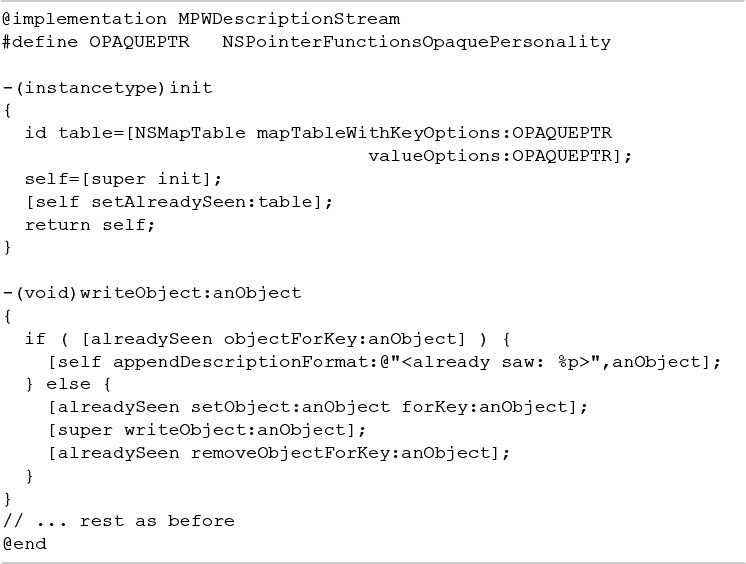 @implementation MPWDescriptionStream
#define OPAQUEPTR   NSPointerFunctionsOpaquePersonality

-(instancetype)init
{
  id table=[NSMapTable mapTableWithKeyOptions:OPAQUEPTR
                                 valueOptions:OPAQUEPTR];
  self=[super init];
  [self setAlreadySeen:table];
  return self;
}

-(void)writeObject:anObject
{
  if ( [alreadySeen objectForKey:anObject] ) {
    [self appendDescriptionFormat:@"<already saw: %p>",anObject];
  } else {
    [alreadySeen setObject:anObject forKey:anObject];
    [super writeObject:anObject];
    [alreadySeen removeObjectForKey:anObject];
  }
}
// ... rest as before
@end